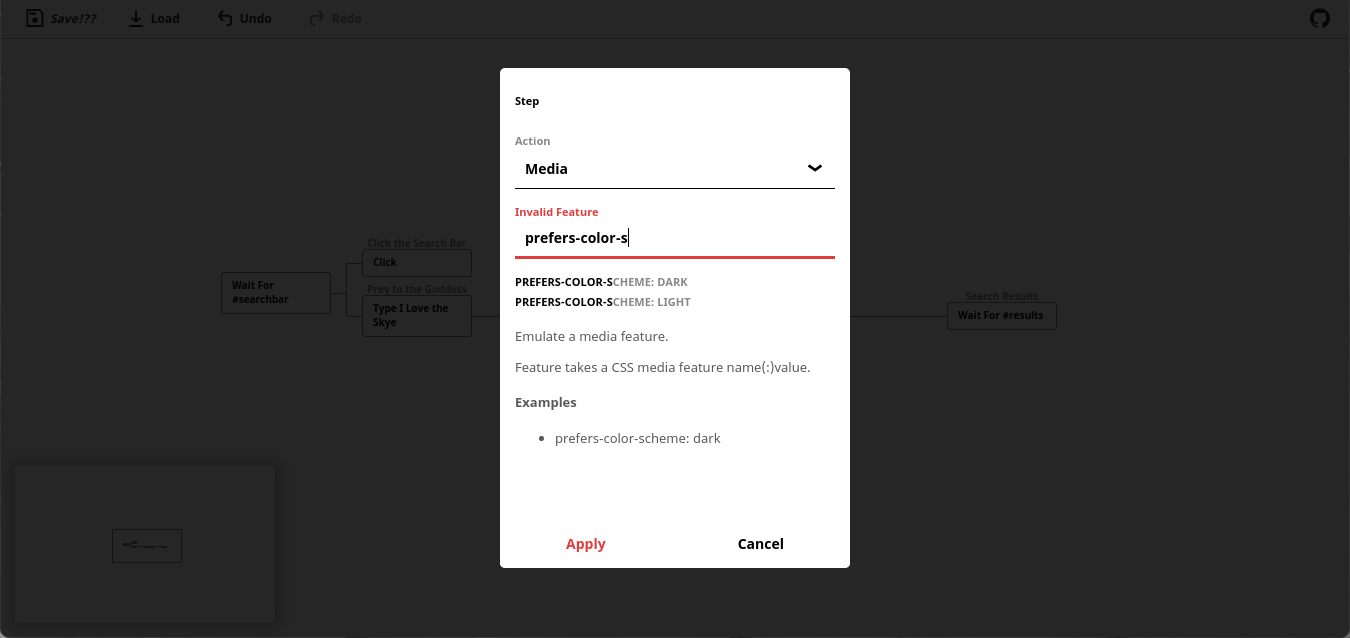 Save!??
Load
Undo
Redo
Step
Action
Media
Invalid Feature
prefers-color-s
PREFERS-COLOR-SCHEME: DARK
PREFERS-COLOR-SCHEME: LIGHT
Emulate a media feature.
Feature takes a CSS media feature name(:)value.
Examples
prefers-color-scheme: dark
Apply
Cancel
Click the Search Bar
Click
Wait For
#searchbar
Prey to the Goddess
Type I Love the
Skye
Search Results
Wait For #results